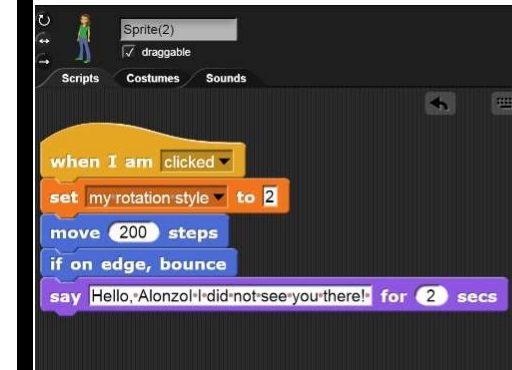 Sprite(2)
draggable
Scripts Costumes Sounds
when I am clicked
set my rotation style to 2
move 200 steps
if on edge, bounce
say Hello, Alonzo! I did not see you there! for 2 secs